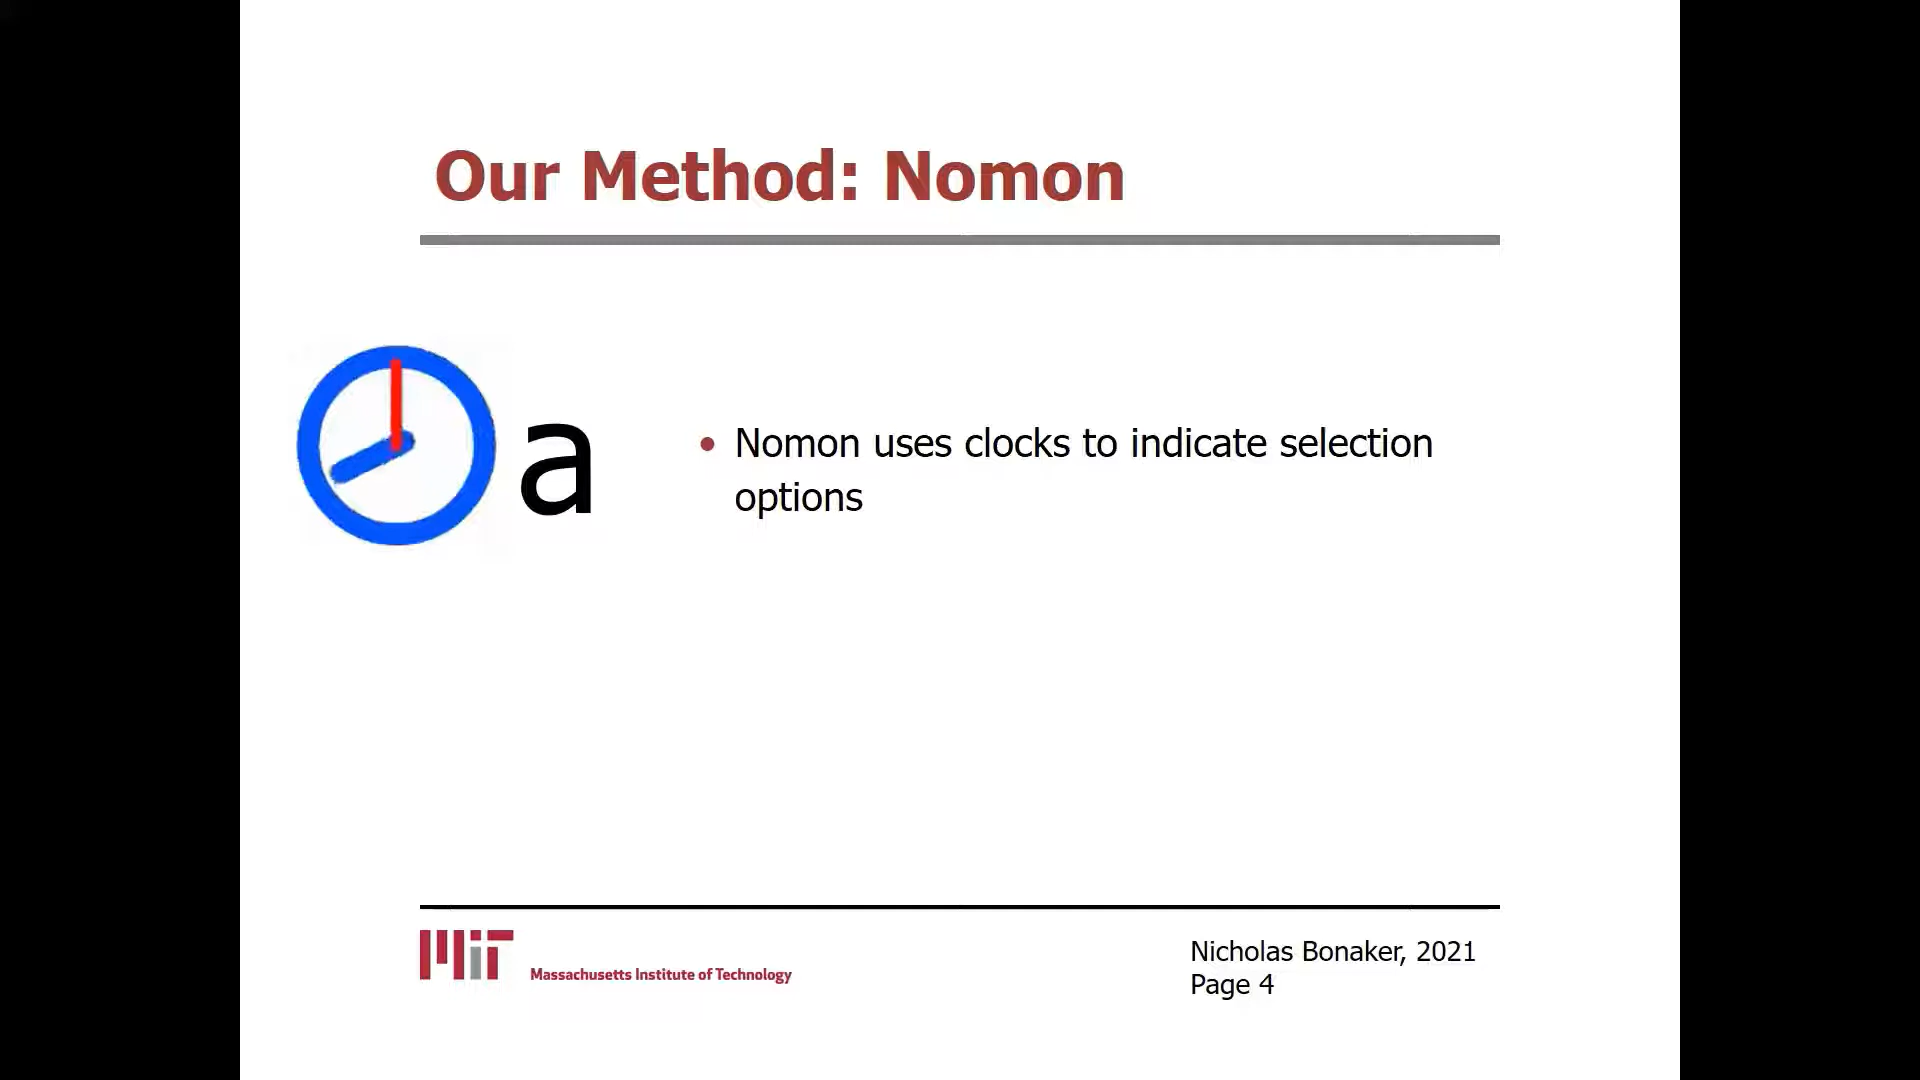 Our Method: Nomon
a
• Nomon uses clocks to indicate selection
options
MIT
Massachusetts Institute of Technology
Nicholas Bonaker, 2021
Page 4